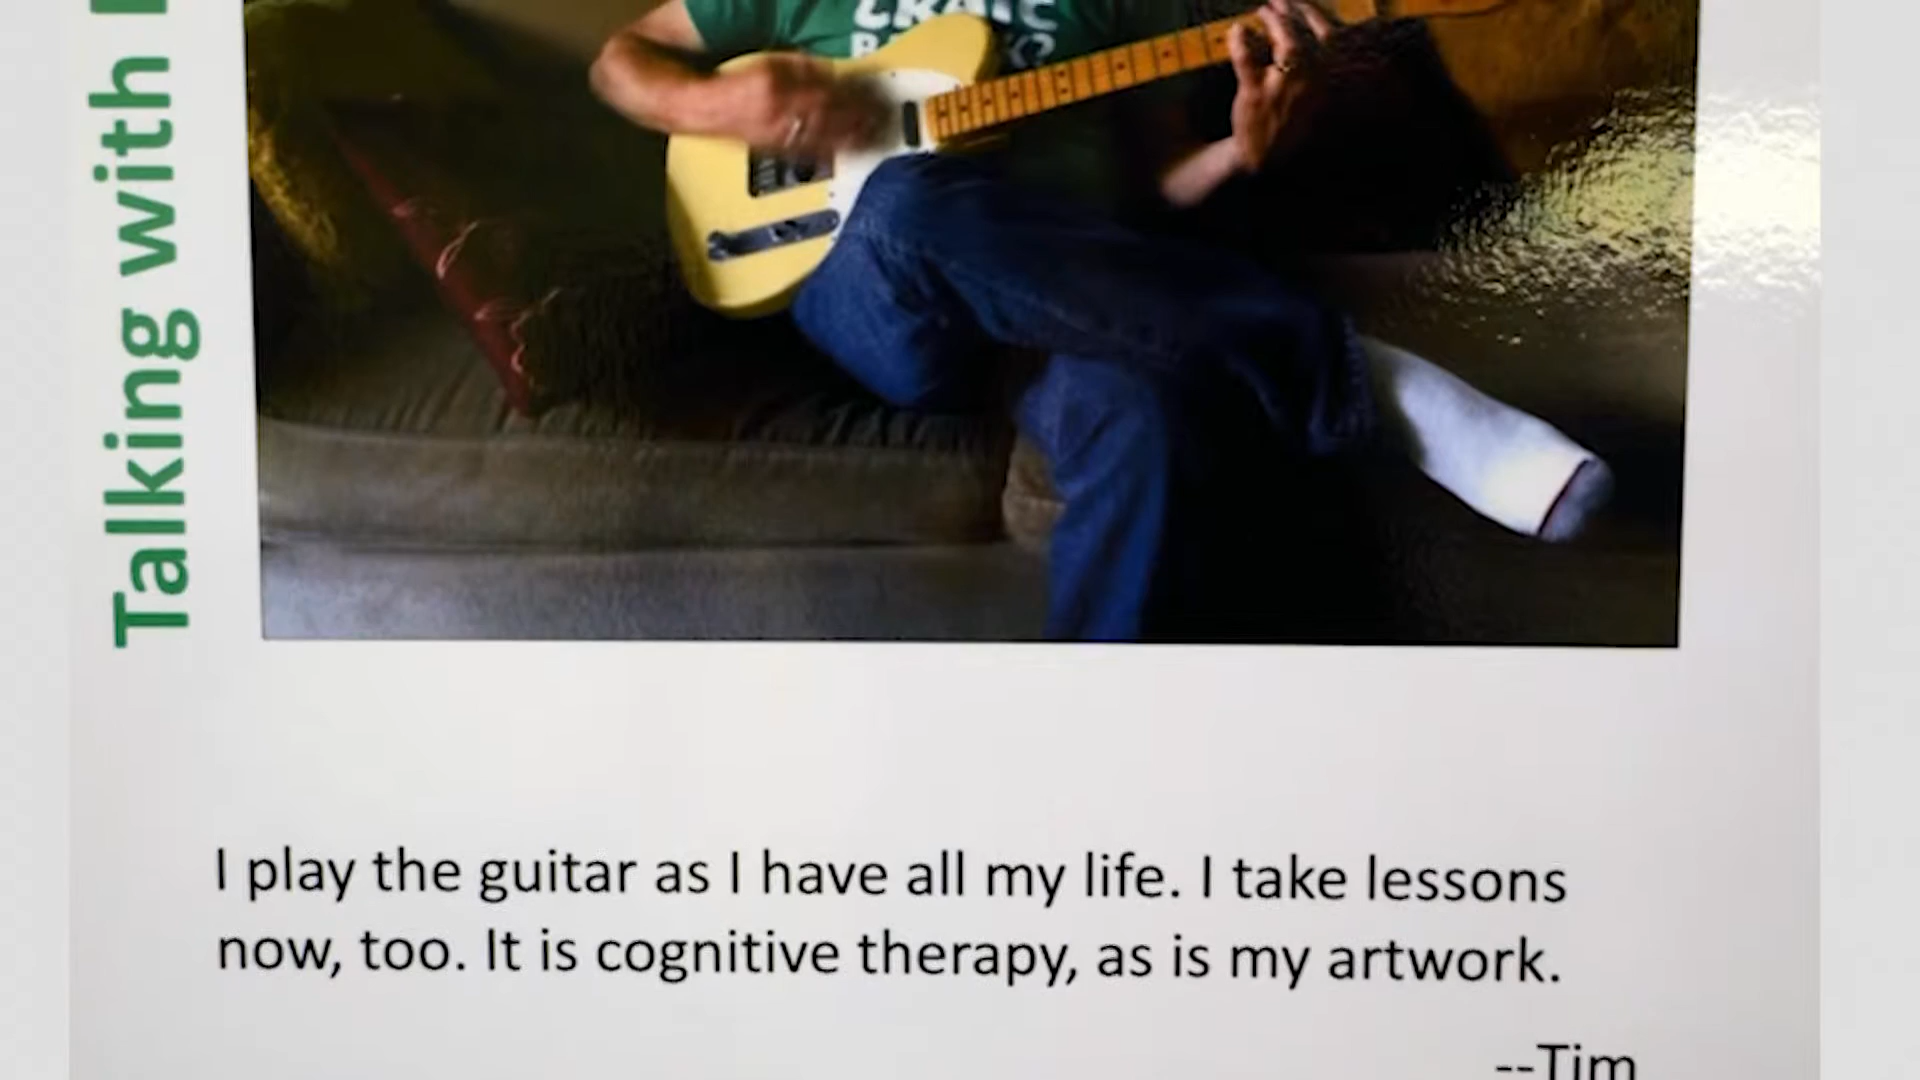 Talking with
I play the guitar as I have all my life. I take lessons
now, too. It is cognitive therapy, as is my artwork.
--Tim